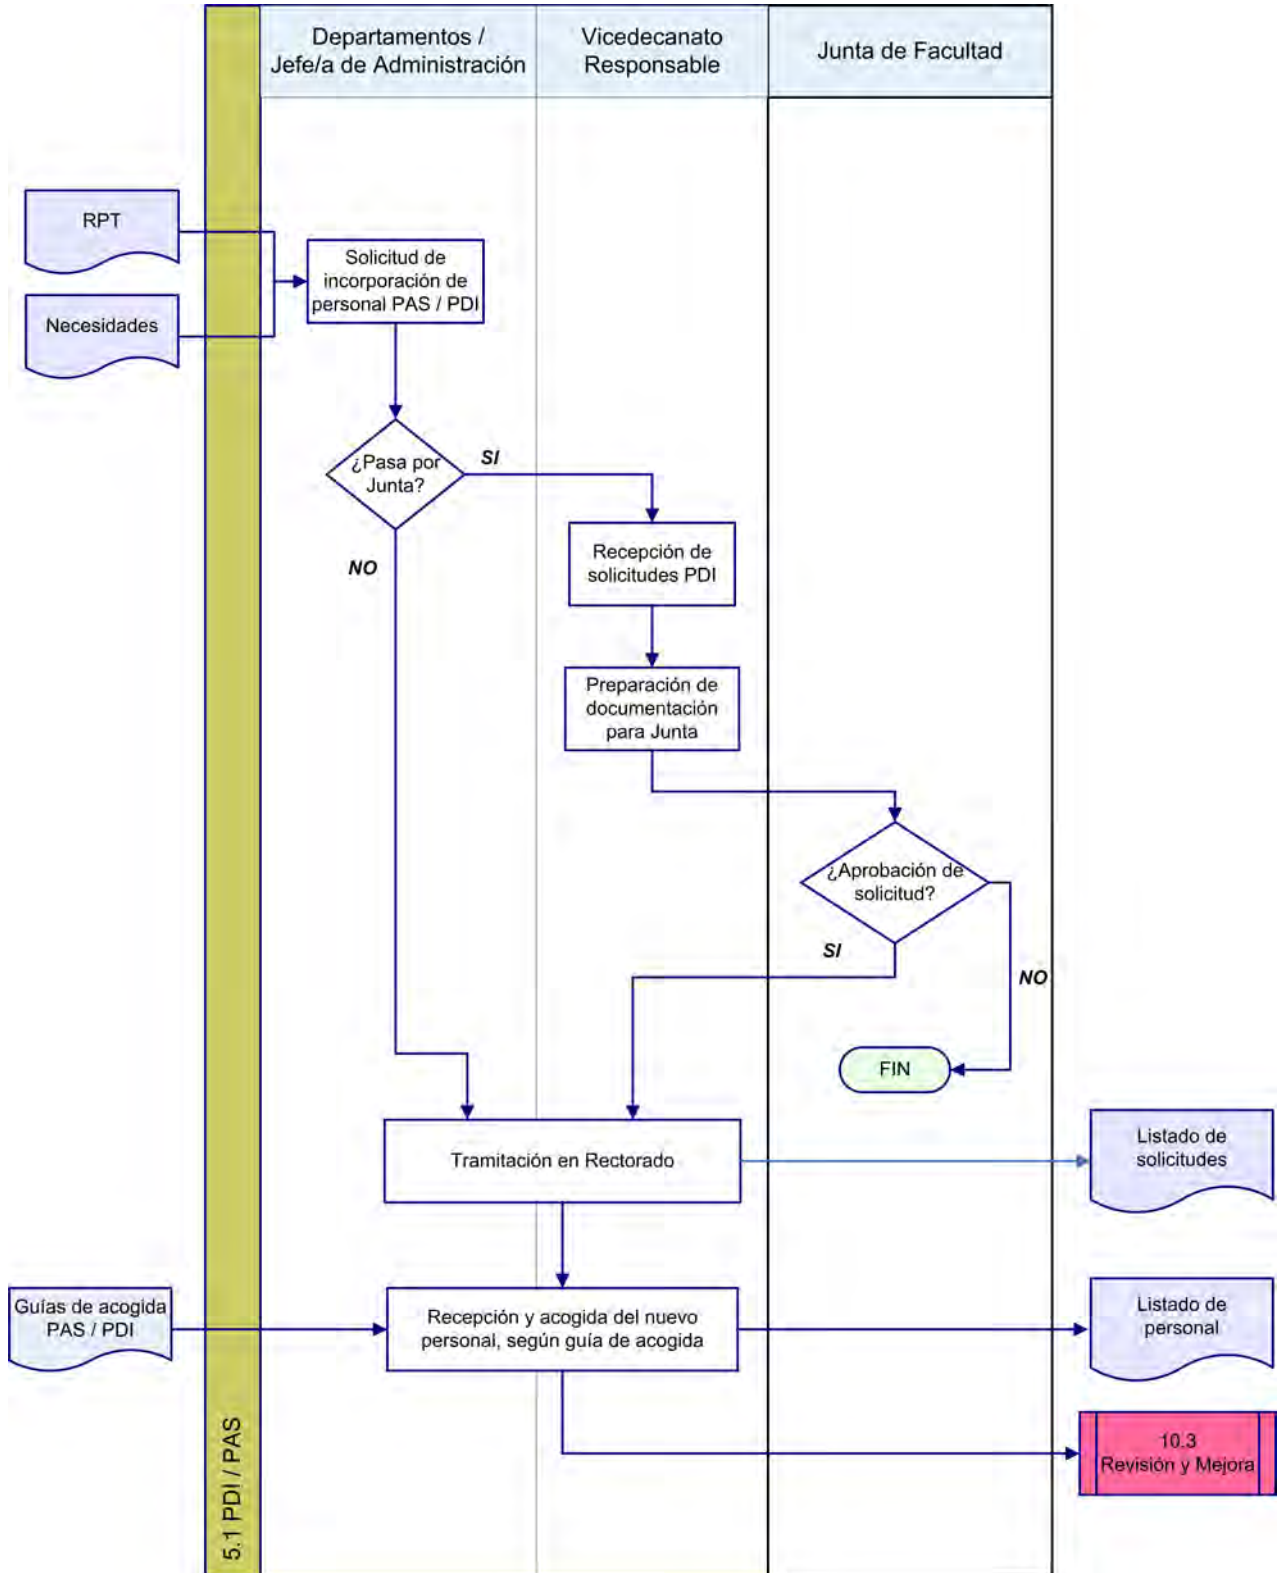 Departamentos /
Jefe/a de Administración
Vicedecanato
Responsable
Junta de Facultad
RPT
Necesidades
Solicitud de
incorporación de
personal PAS / PDI
¿Pasa por
Junta?
SI
NO
Recepción de
solicitudes PDI
Preparación de
documentación
para Junta
¿Aprobación de
solicitud?
SI
NO
FIN
Tramitación en Rectorado
Listado de
solicitudes
Guías de acogida
PAS / PDI
Recepción y acogida del nuevo
personal, según guía de acogida
Listado de
personal
10.3
Revisión y Mejora
5.1 PDI / PAS